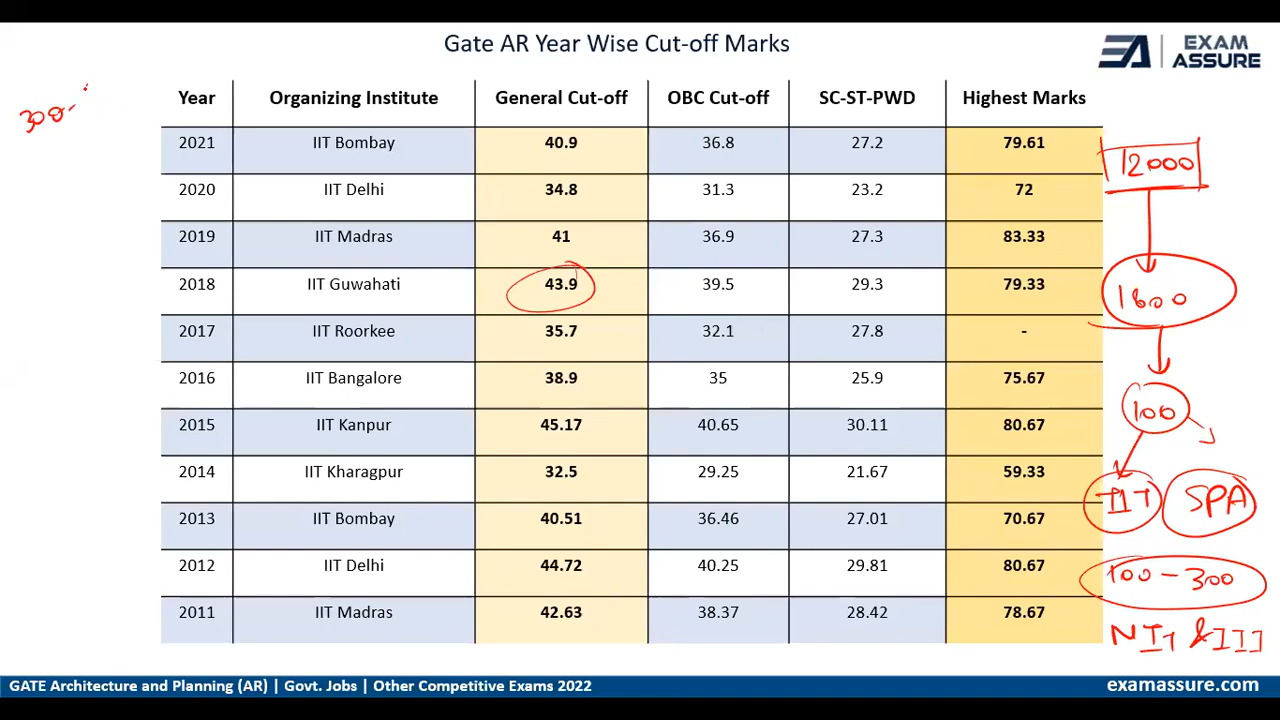 Gate AR Year Wise Cut-off Marks
EA EXAM
ASSURE
300-
Year Organizing Institute General Cut-off OBC Cut-off SC-ST-PWD Highest Marks
2021 IIT Bombay 40.9 36.8 27.2 79.61
12000
2020 IIT Delhi 34.8 31.3 23.2 72
2019 IIT Madras 41 36.9 27.3 83.33
2018 IIT Guwahati 43.9 39.5 29.3 79.33
1800
2017 IIT Roorkee 35.7 32.1 27.8 -
2016 IIT Bangalore 38.9 35 25.9 75.67
100
2015 IIT Kanpur 45.17 40.65 30.11 80.67
2014 IIT Kharagpur 32.5 29.25 21.67 59.33
IIT SPA
2013 IIT Bombay 40.51 36.46 27.01 70.67
2012 IIT Delhi 44.72 40.25 29.81 80.67
100-300
2011 IIT Madras 42.63 38.37 28.42 78.67
NIT &
GATE Architecture and Planning (AR) | Govt. Jobs | Other Competitive Exams 2022 examassure.com